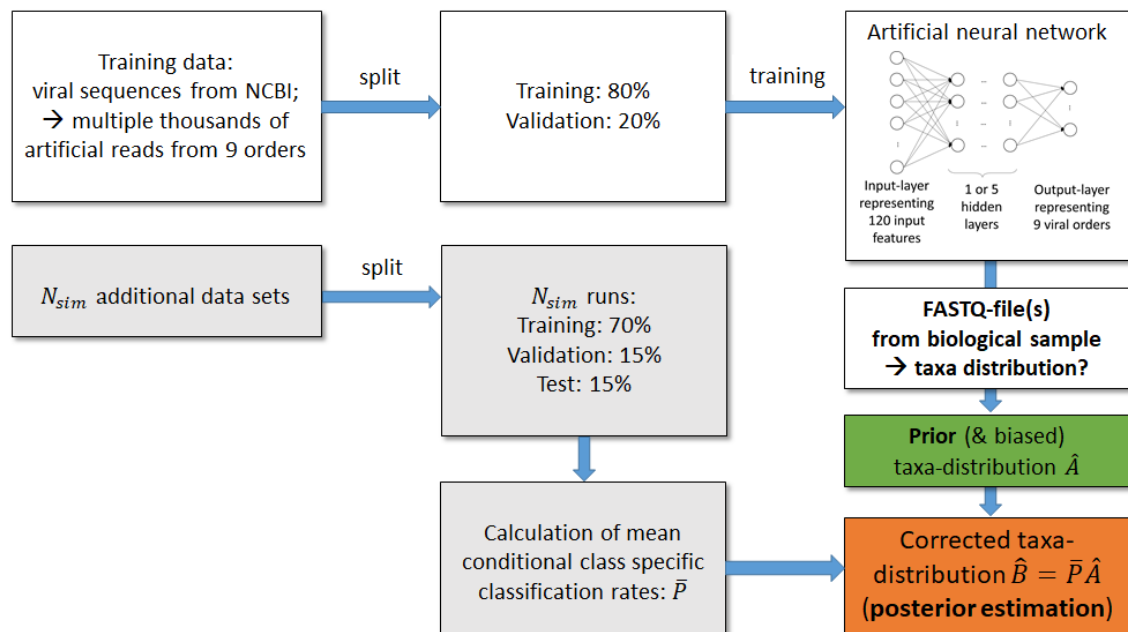 Training data:
viral sequences from NCBI;
→ multiple thousands of
artificial reads from 9 orders
split
Training: 80%
Validation: 20%
training
Artificial neural network
Input-layer
representing
120 input
features
1 or 5
hidden
layers
Output-layer
representing
9 viral orders
N_sim additional data sets
split
N_sim runs:
Training: 70%
Validation: 15%
Test: 15%
FASTQ-file(s)
from biological sample
→ taxa distribution?
Prior (& biased)
taxa-distribution Â
Calculation of mean
conditional class specific
classification rates: P̄
Corrected taxa-
distribution B̂ = P̄Â
(posterior estimation)